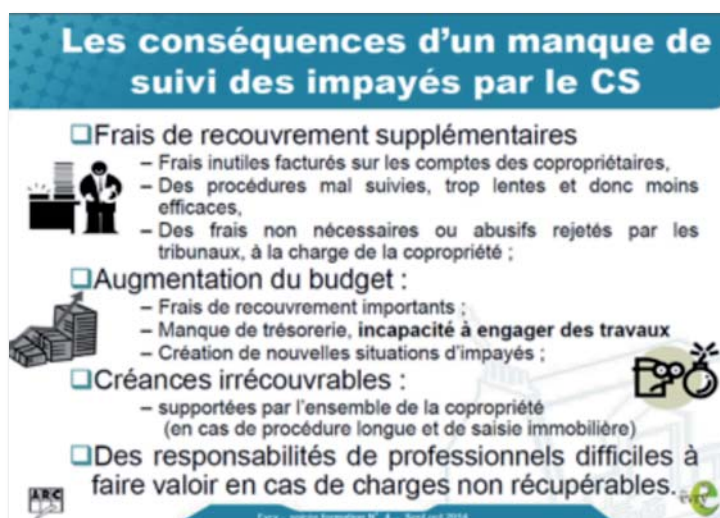 Les conséquences d'un manque de
suivi des impayés par le CS
Frais de recouvrement supplémentaires
– Frais inutiles facturés sur les comptes des copropriétaires,
– Des procédures mal suivies, trop lentes et donc moins
efficaces,
– Des frais non nécessaires ou abusifs rejetés par les
tribunaux, à la charge de la copropriété ;
Augmentation du budget :
– Frais de recouvrement importants ;
– Manque de trésorerie, incapacité à engager des travaux
– Création de nouvelles situations d'impayés ;
Créances irrécouvrables :
– supportées par l'ensemble de la copropriété
(en cas de procédure longue et de saisie immobilière)
Des responsabilités de professionnels difficiles à
faire valoir en cas de charges non récupérables.
ARC